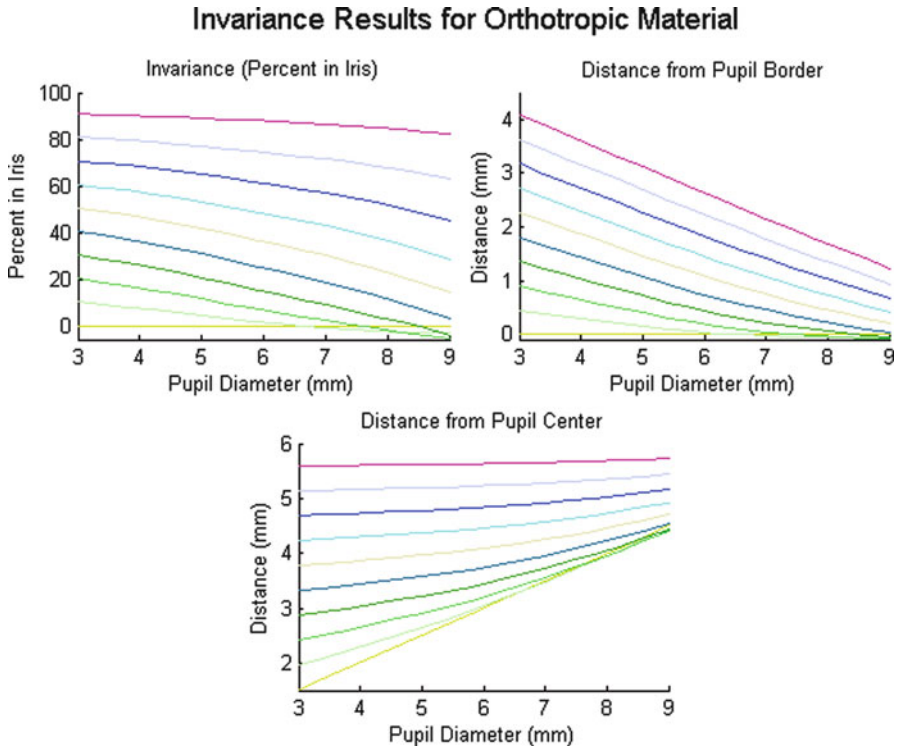 Invariance Results for Orthotropic Material
Invariance (Percent in Iris)
Percent in Iris
100
80
60
40
20
0
3 4 5 6 7 8 9
Pupil Diameter (mm)
Distance from Pupil Border
Distance (mm)
4
3
2
1
0
3 4 5 6 7 8 9
Pupil Diameter (mm)
Distance from Pupil Center
Distance (mm)
6
5
4
3
2
3 4 5 6 7 8 9
Pupil Diameter (mm)